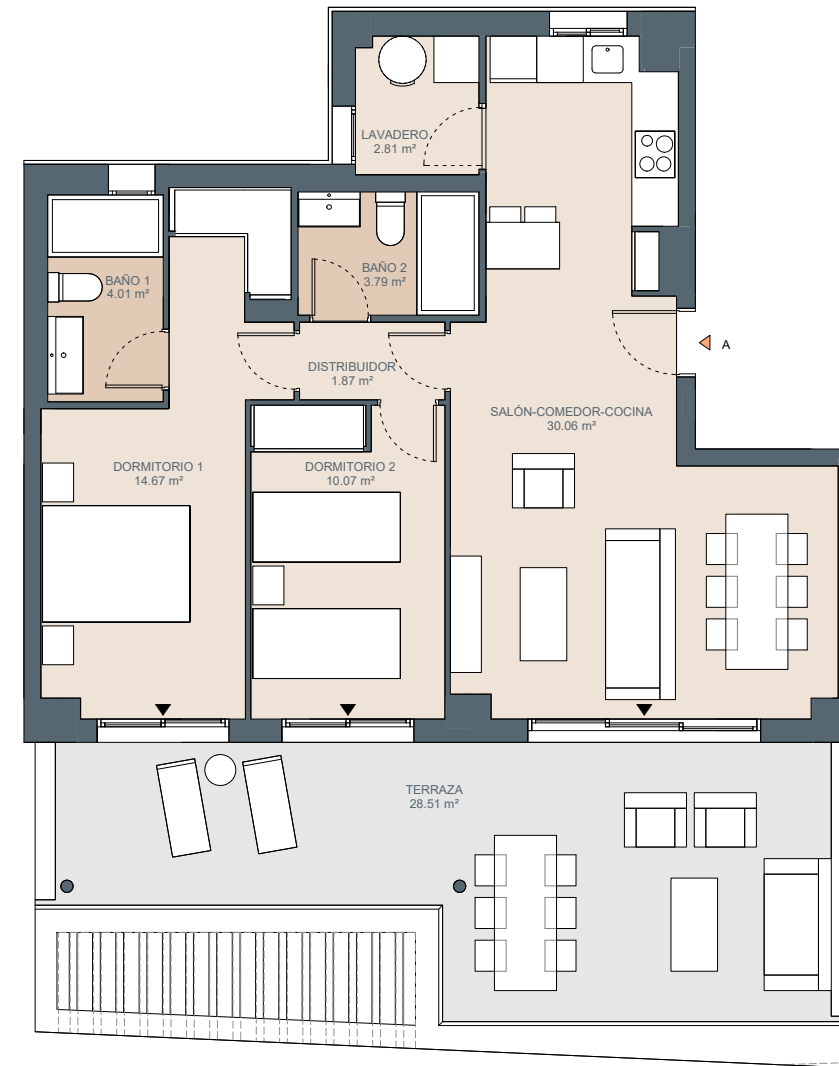 LAVADERO
2.81 m²
BAÑO 1
4.01 m²
BAÑO 2
3.79 m²
A
DISTRIBUIDOR
1.87 m²
SALÓN-COMEDOR-COCINA
30.06 m²
DORMITORIO 1
14.67 m²
DORMITORIO 2
10.07 m²
TERRAZA
28.51 m²